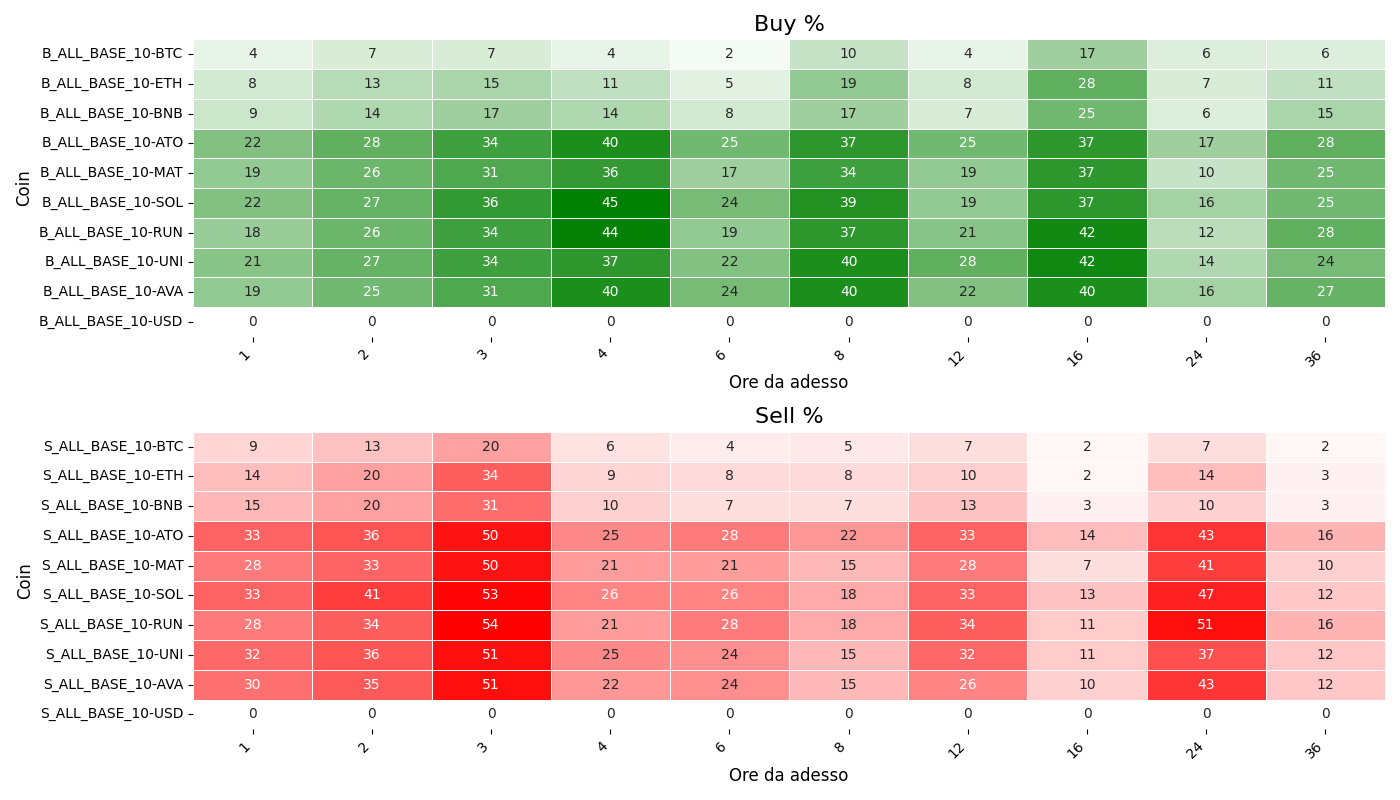 Buy %
Coin
B_ALL_BASE_10-BTC 4 7 7 4 2 10 4 17 6 6
B_ALL_BASE_10-ETH 8 13 15 11 5 19 8 28 7 11
B_ALL_BASE_10-BNB 9 14 17 14 8 17 7 25 6 15
B_ALL_BASE_10-ATO 22 28 34 40 25 37 25 37 17 28
B_ALL_BASE_10-MAT 19 26 31 36 17 34 19 37 10 25
B_ALL_BASE_10-SOL 22 27 36 45 24 39 19 37 16 25
B_ALL_BASE_10-RUN 18 26 34 44 19 37 21 42 12 28
B_ALL_BASE_10-UNI 21 27 34 37 22 40 28 42 14 24
B_ALL_BASE_10-AVA 19 25 31 40 24 40 22 40 16 27
B_ALL_BASE_10-USD 0 0 0 0 0 0 0 0 0 0
1 2 3 4 6 8 12 16 24 36
Ore da adesso
Sell %
Coin
S_ALL_BASE_10-BTC 9 13 20 6 4 5 7 2 7 2
S_ALL_BASE_10-ETH 14 20 34 9 8 8 10 2 14 3
S_ALL_BASE_10-BNB 15 20 31 10 7 7 13 3 10 3
S_ALL_BASE_10-ATO 33 36 50 25 28 22 33 14 43 16
S_ALL_BASE_10-MAT 28 33 50 21 21 15 28 7 41 10
S_ALL_BASE_10-SOL 33 41 53 26 26 18 33 13 47 12
S_ALL_BASE_10-RUN 28 34 54 21 28 18 34 11 51 16
S_ALL_BASE_10-UNI 32 36 51 25 24 15 32 11 37 12
S_ALL_BASE_10-AVA 30 35 51 22 24 15 26 10 43 12
S_ALL_BASE_10-USD 0 0 0 0 0 0 0 0 0 0
1 2 3 4 6 8 12 16 24 36
Ore da adesso